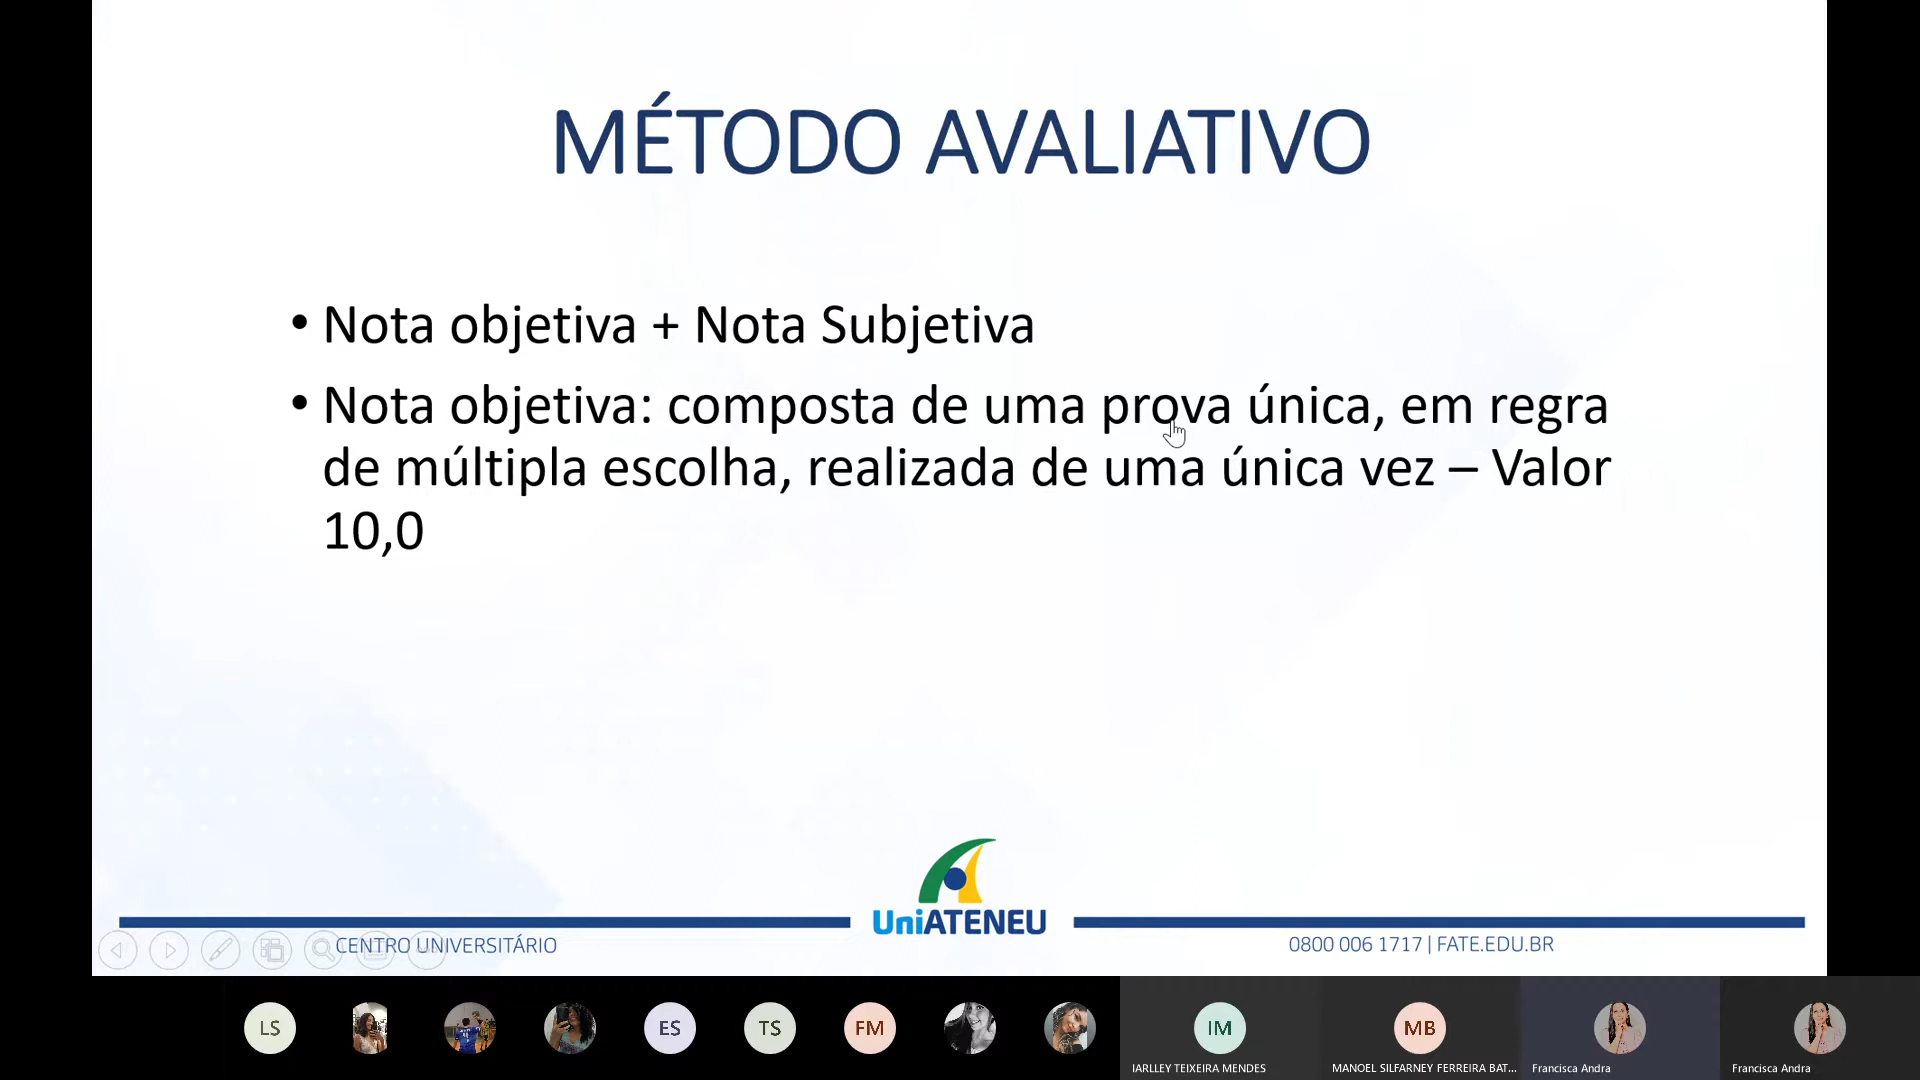 MÉTODO AVALIATIVO
• Nota objetiva + Nota Subjetiva
• Nota objetiva: composta de uma prova única, em regra
de múltipla escolha, realizada de uma única vez – Valor
10,0
UniATENEU
CENTRO UNIVERSITÁRIO
0800 006 1717 | FATE.EDU.BR
LS
ES
TS
FM
IM
MB
IARLLEY TEIXEIRA MENDES
MANOEL SILFARNEY FERREIRA BAT...
Francisca Andra
Francisca Andra